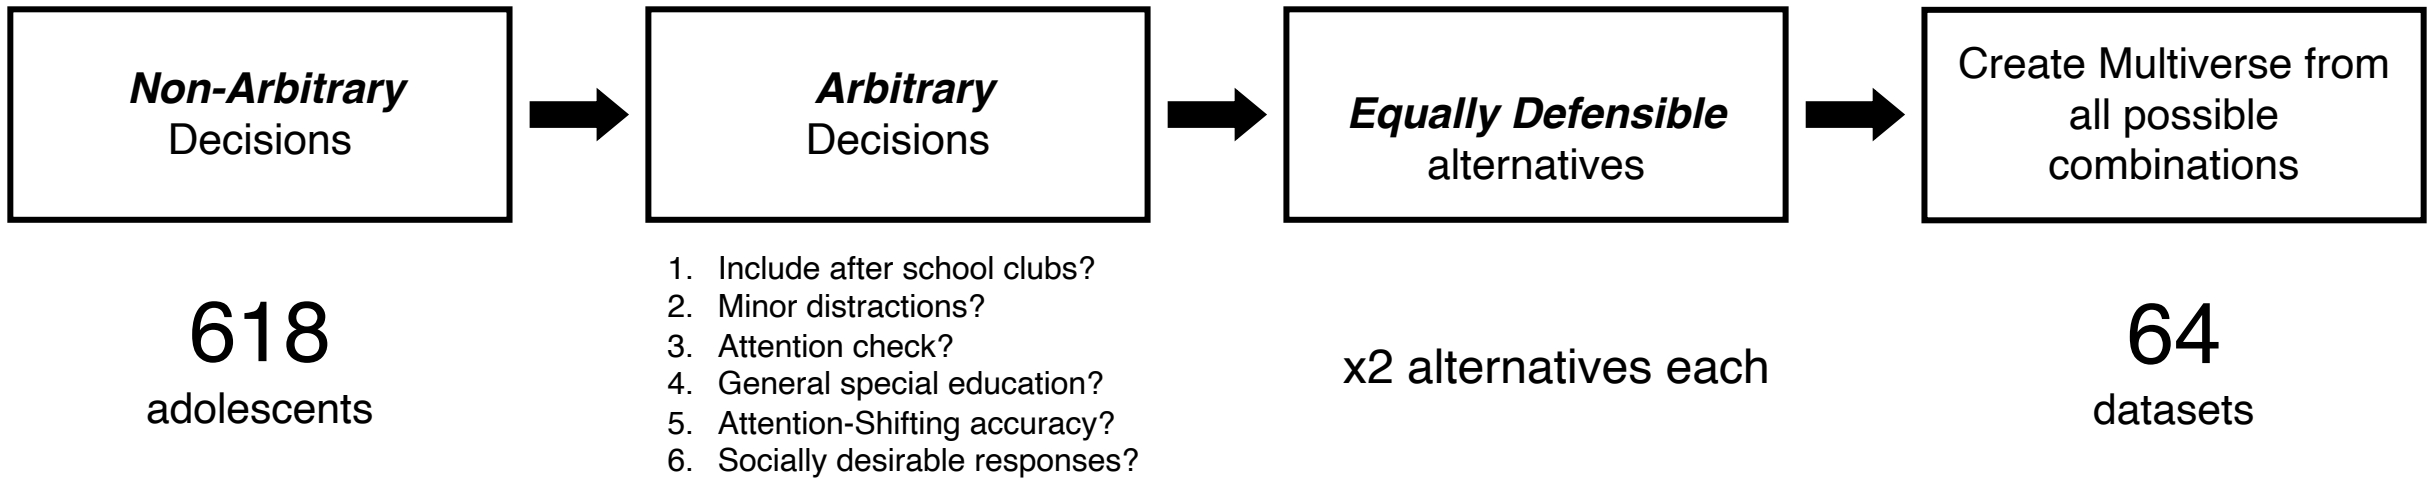 Non-Arbitrary
Decisions
Arbitrary
Decisions
Equally Defensible
alternatives
Create Multiverse from
all possible
combinations
618
adolescents
1. Include after school clubs?
2. Minor distractions?
3. Attention check?
4. General special education?
5. Attention-Shifting accuracy?
6. Socially desirable responses?
x2 alternatives each
64
datasets